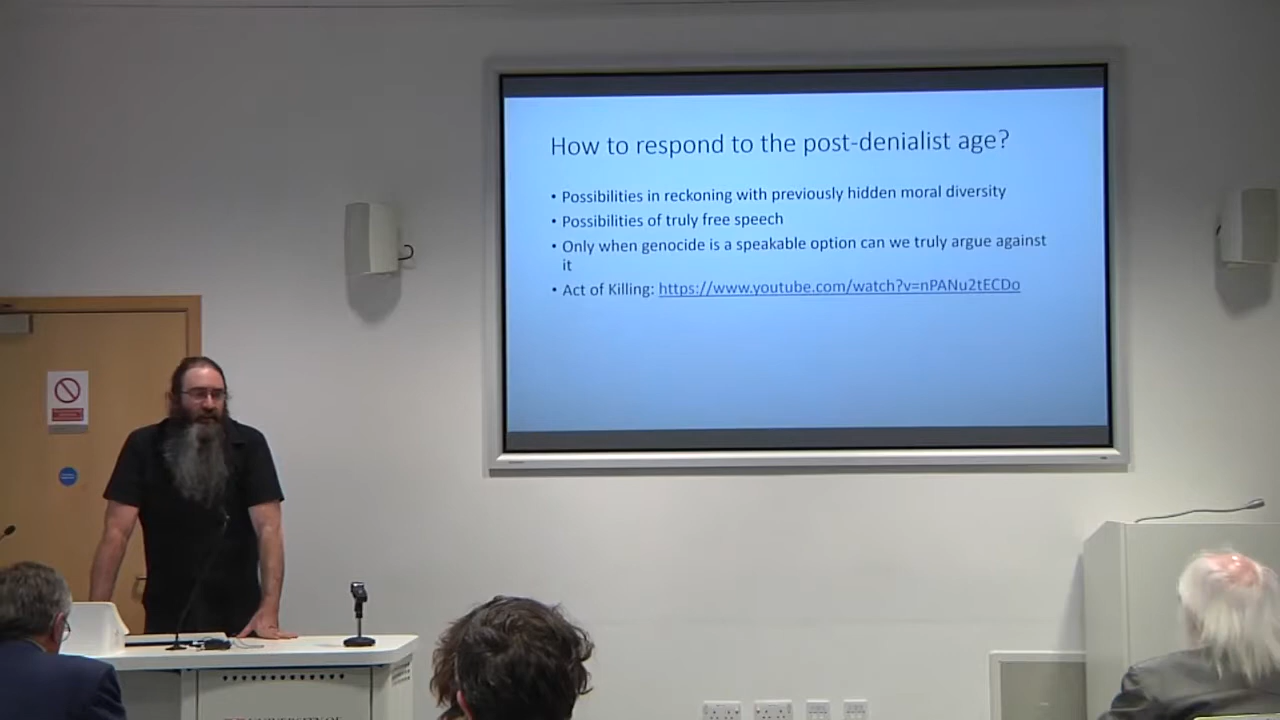 How to respond to the post-denialist age?
• Possibilities in reckoning with previously hidden moral diversity
• Possibilities of truly free speech
• Only when genocide is a speakable option can we truly argue against
it
• Act of Killing: https://www.youtube.com/watch?v=nPANu2tECDo
UNIVERSITY OF